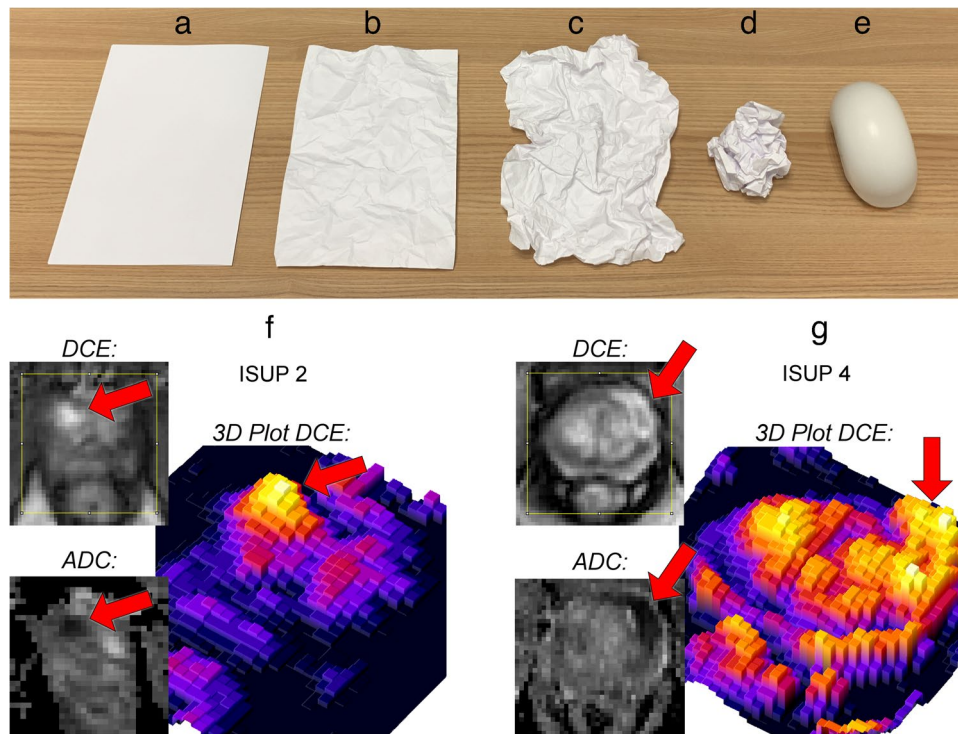 a b c d e
f
DCE:
ISUP 2
3D Plot DCE:
ADC:
g
DCE:
ISUP 4
3D Plot DCE:
ADC: